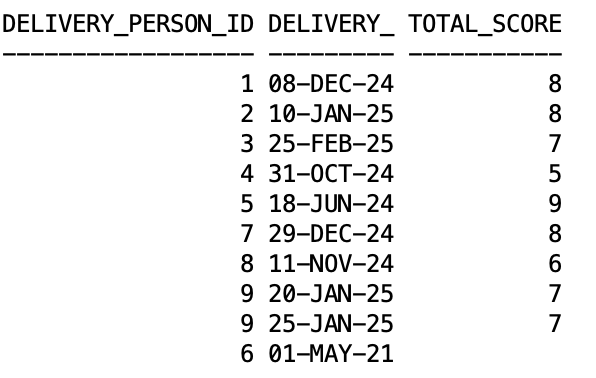 DELIVERY_PERSON_ID DELIVERY_ TOTAL_SCORE
------------------ --------- -----------
1 08-DEC-24 8
2 10-JAN-25 8
3 25-FEB-25 7
4 31-OCT-24 5
5 18-JUN-24 9
7 29-DEC-24 8
8 11-NOV-24 6
9 20-JAN-25 7
9 25-JAN-25 7
6 01-MAY-21